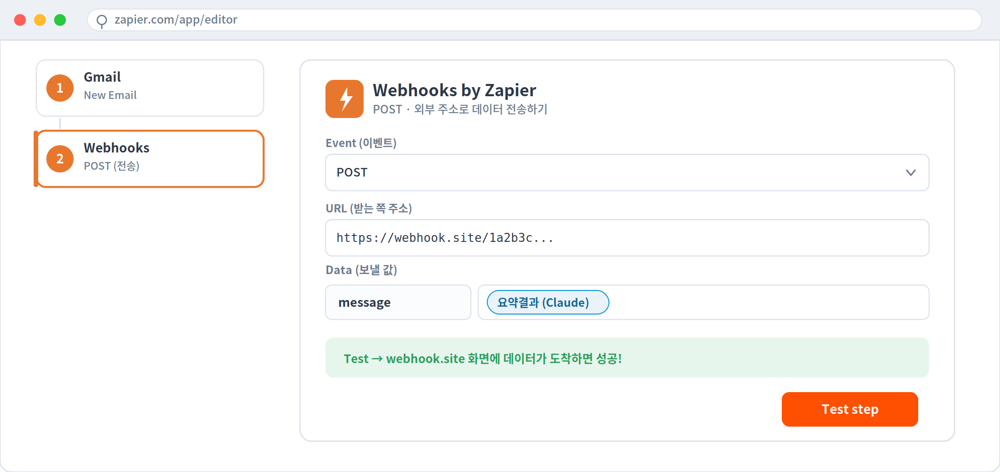 zapier.com/app/editor
1
Gmail
New Email
2
Webhooks
POST (전송)
Webhooks by Zapier
POST · 외부 주소로 데이터 전송하기
Event (이벤트)
POST
URL (받는 쪽 주소)
https://webhook.site/1a2b3c...
Data (보낼 값)
message
요약결과 (Claude)
Test → webhook.site 화면에 데이터가 도착하면 성공!
Test step